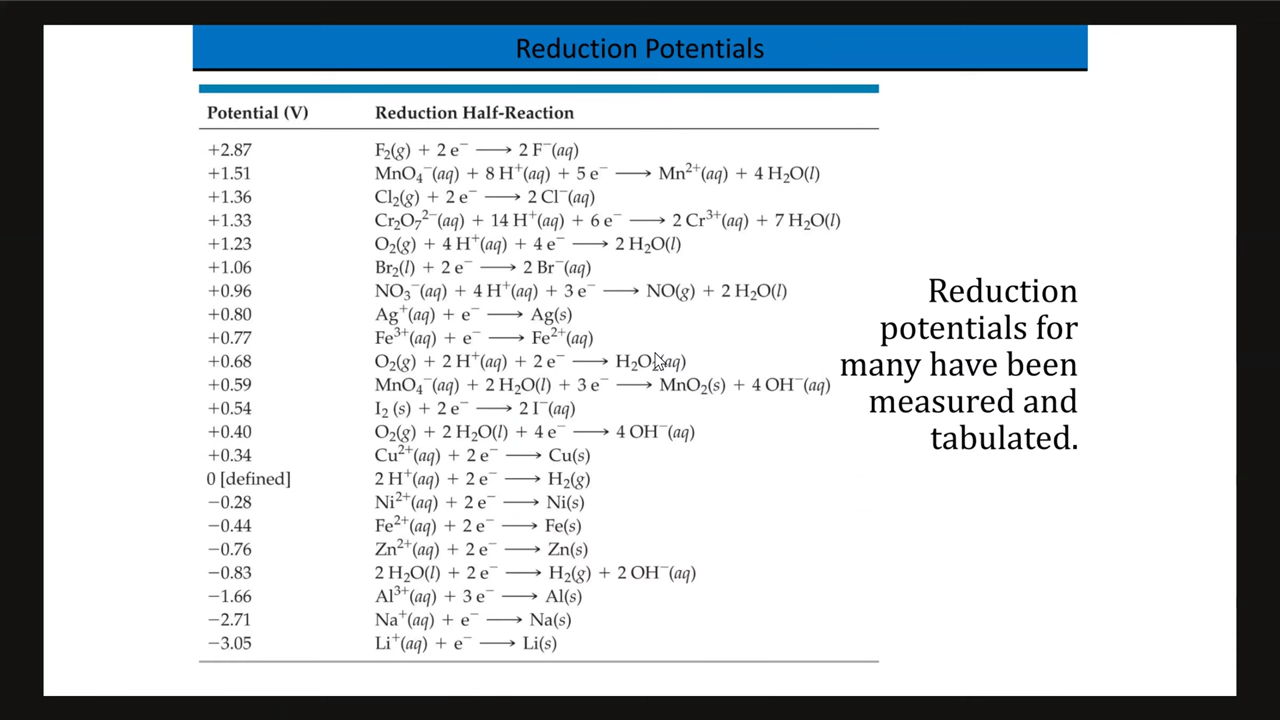 Reduction Potentials
Potential (V) Reduction Half-Reaction
+2.87 F₂(g) + 2 e⁻ ⟶ 2 F⁻(aq)
+1.51 MnO₄⁻(aq) + 8 H⁺(aq) + 5 e⁻ ⟶ Mn²⁺(aq) + 4 H₂O(l)
+1.36 Cl₂(g) + 2 e⁻ ⟶ 2 Cl⁻(aq)
+1.33 Cr₂O₇²⁻(aq) + 14 H⁺(aq) + 6 e⁻ ⟶ 2 Cr³⁺(aq) + 7 H₂O(l)
+1.23 O₂(g) + 4 H⁺(aq) + 4 e⁻ ⟶ 2 H₂O(l)
+1.06 Br₂(l) + 2 e⁻ ⟶ 2 Br⁻(aq)
+0.96 NO₃⁻(aq) + 4 H⁺(aq) + 3 e⁻ ⟶ NO(g) + 2 H₂O(l)
+0.80 Ag⁺(aq) + e⁻ ⟶ Ag(s)
+0.77 Fe³⁺(aq) + e⁻ ⟶ Fe²⁺(aq)
+0.68 O₂(g) + 2 H⁺(aq) + 2 e⁻ ⟶
+0.59 MnO₄⁻(aq) + 2 H₂O(l) + 3 e⁻ ⟶ MnO₂(s) + 4 OH⁻(aq)
+0.54 I₂ (s) + 2 e⁻ ⟶ 2 I⁻(aq)
+0.40 O₂(g) + 2 H₂O(l) + 4 e⁻ ⟶ 4 OH⁻(aq)
+0.34 Cu²⁺(aq) + 2 e⁻ ⟶ Cu(s)
0 [defined] 2 H⁺(aq) + 2 e⁻ ⟶ H₂(g)
−0.28 Ni²⁺(aq) + 2 e⁻ ⟶ Ni(s)
−0.44 Fe²⁺(aq) + 2 e⁻ ⟶ Fe(s)
−0.76 Zn²⁺(aq) + 2 e⁻ ⟶ Zn(s)
−0.83 2 H₂O(l) + 2 e⁻ ⟶ H₂(g) + 2 OH⁻(aq)
−1.66 Al³⁺(aq) + 3 e⁻ ⟶ Al(s)
−2.71 Na⁺(aq) + e⁻ ⟶ Na(s)
−3.05 Li⁺(aq) + e⁻ ⟶ Li(s)
Reduction
potentials for
many have been
measured and
tabulated.